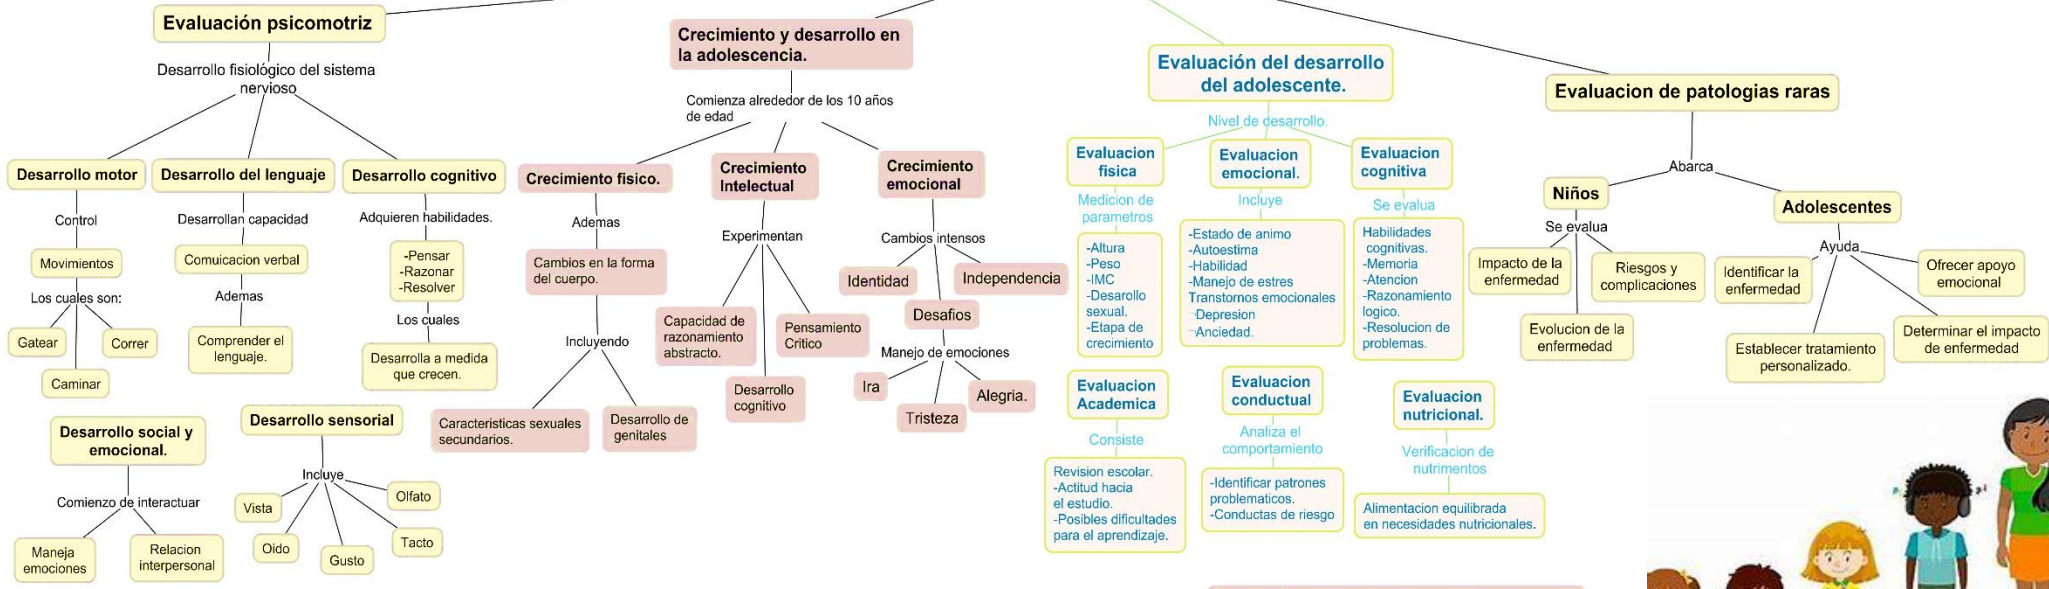 Evaluación psicomotriz
Desarrollo fisiológico del sistema
nervioso
Desarrollo motor
Control
Movimientos
Los cuales son:
Gatear
Caminar
Correr
Desarrollo del lenguaje
Desarrollan capacidad
Comuicacion verbal
Ademas
Comprender el
lenguaje.
Desarrollo cognitivo
Adquieren habilidades.
-Pensar
-Razonar
-Resolver
Los cuales
Desarrolla a medida
que crecen.
Desarrollo social y
emocional.
Comienzo de interactuar
Maneja
emociones
Relacion
interpersonal
Desarrollo sensorial
Incluye
Vista
Oido
Gusto
Tacto
Olfato
Crecimiento y desarrollo en
la adolescencia.
Comienza alrededor de los 10 años
de edad
Crecimiento fisico.
Ademas
Cambios en la forma
del cuerpo.
Incluyendo
Caracteristicas sexuales
secundarios.
Desarrollo de
genitales
Crecimiento
Intelectual
Experimentan
Capacidad de
razonamiento
abstracto.
Desarrollo
cognitivo
Pensamiento
Critico
Crecimiento
emocional
Cambios intensos
Identidad
Desafios
Independencia
Manejo de emociones
Ira
Tristeza
Alegria.
Evaluación del desarrollo
del adolescente.
Nivel de desarrollo.
Evaluacion
fisica
Medicion de
parametros
-Altura
-Peso
-IMC
-Desarollo
sexual.
-Etapa de
crecimiento
Evaluacion
emocional.
Incluye
-Estado de animo
-Autoestima
-Habilidad
-Manejo de estres
Transtornos emocionales
-Depresion
-Anciedad.
Evaluacion
cognitiva
Se evalua
Habilidades
cognitivas.
-Memoria
-Atencion
-Razonamiento
logico.
-Resolucion de
problemas.
Evaluacion
Academica
Consiste
Revision escolar.
-Actitud hacia
el estudio.
-Posibles dificultades
para el aprendizaje.
Evaluacion
conductual
Analiza el
comportamiento
-Identificar patrones
problematicos.
-Conductas de riesgo
Evaluacion
nutricional.
Verificacion de
nutrimentos
Alimentacion equilibrada
en necesidades nutricionales.
Evaluacion de patologias raras
Abarca
Niños
Se evalua
Impacto de la
enfermedad
Evolucion de la
enfermedad
Riesgos y
complicaciones
Adolescentes
Ayuda
Identificar la
enfermedad
Establecer tratamiento
personalizado.
Determinar el impacto
de enfermedad
Ofrecer apoyo
emocional